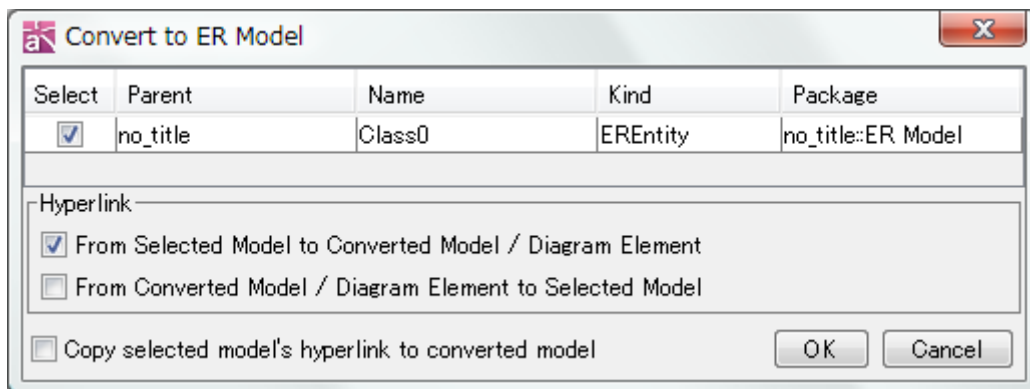 Convert to ER Model
Select Parent Name Kind Package
no_title Class0 EREntity no_title::ER Model
Hyperlink
From Selected Model to Converted Model / Diagram Element
From Converted Model / Diagram Element to Selected Model
Copy selected model's hyperlink to converted model OK Cancel